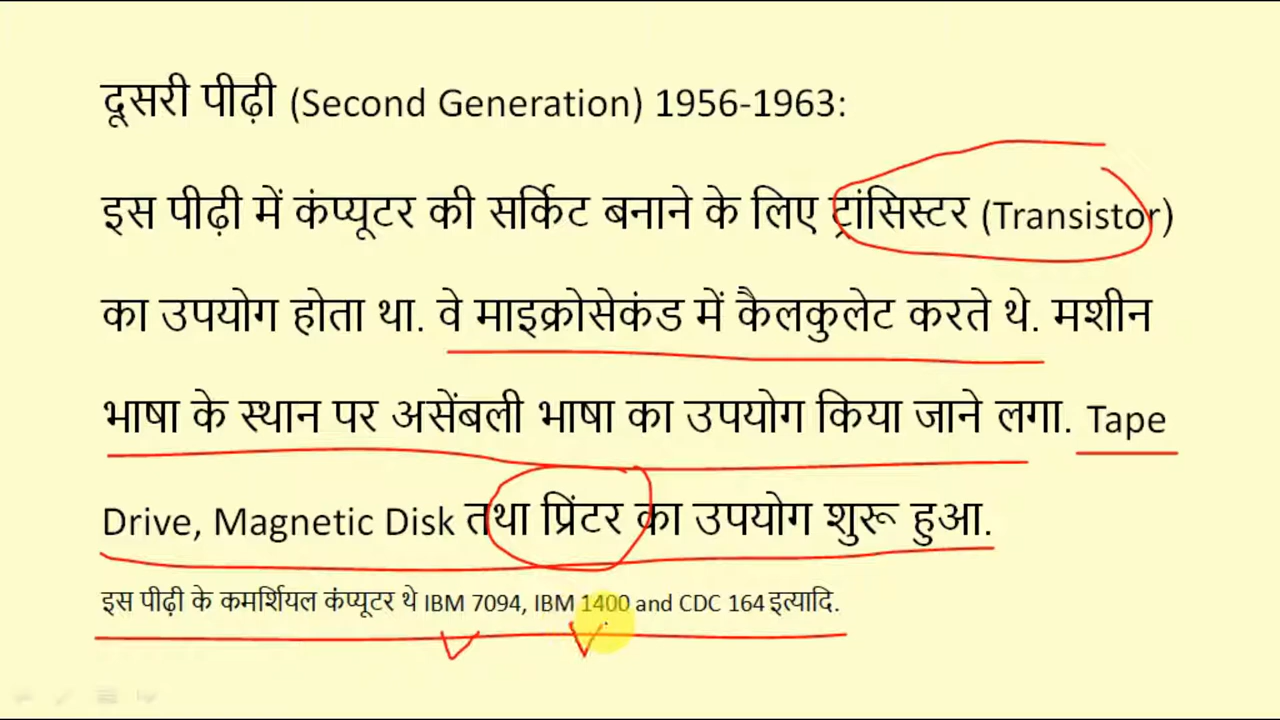 दूसरी पीढ़ी (Second Generation) 1956-1963:
इस पीढ़ी में कंप्यूटर की सर्किट बनाने के लिए ट्रांसिस्टर (Transistor)
का उपयोग होता था. वे माइक्रोसेकंड में कैलकुलेट करते थे. मशीन
भाषा के स्थान पर असेंबली भाषा का उपयोग किया जाने लगा. Tape
Drive, Magnetic Disk तथा प्रिंटर का उपयोग शुरू हुआ.
इस पीढ़ी के कमर्शियल कंप्यूटर थे IBM 7094, IBM 1400 and CDC 164 इत्यादि.